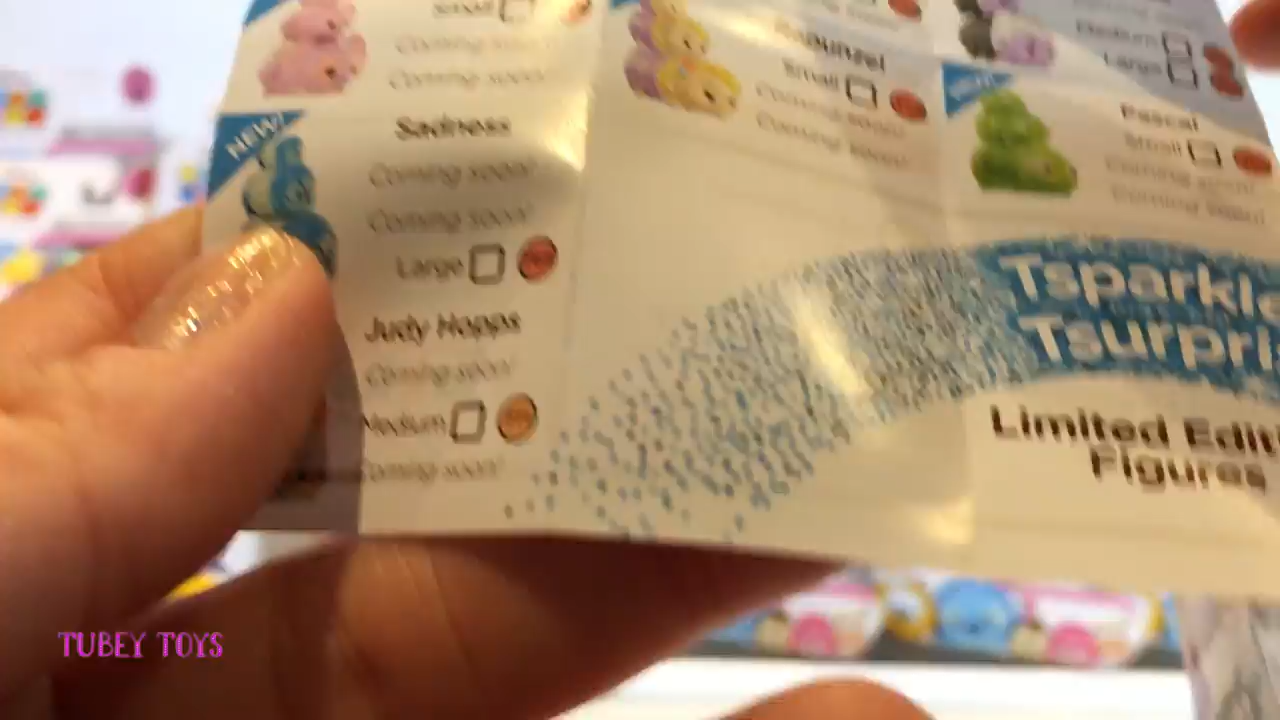 Small
Coming soon!
Coming soon!
NEW!
Sadness
Coming soon!
Coming soon!
Large
Judy Hopps
Coming soon!
Medium
Coming soon!
Rapunzel
Small
Coming soon!
Coming soon!
Medium
Large
NEW!
Pascal
Small
Coming soon!
Coming soon!
Tsparkle
Tsurpri
Limited Edit
Figures
TUBEY TOYS